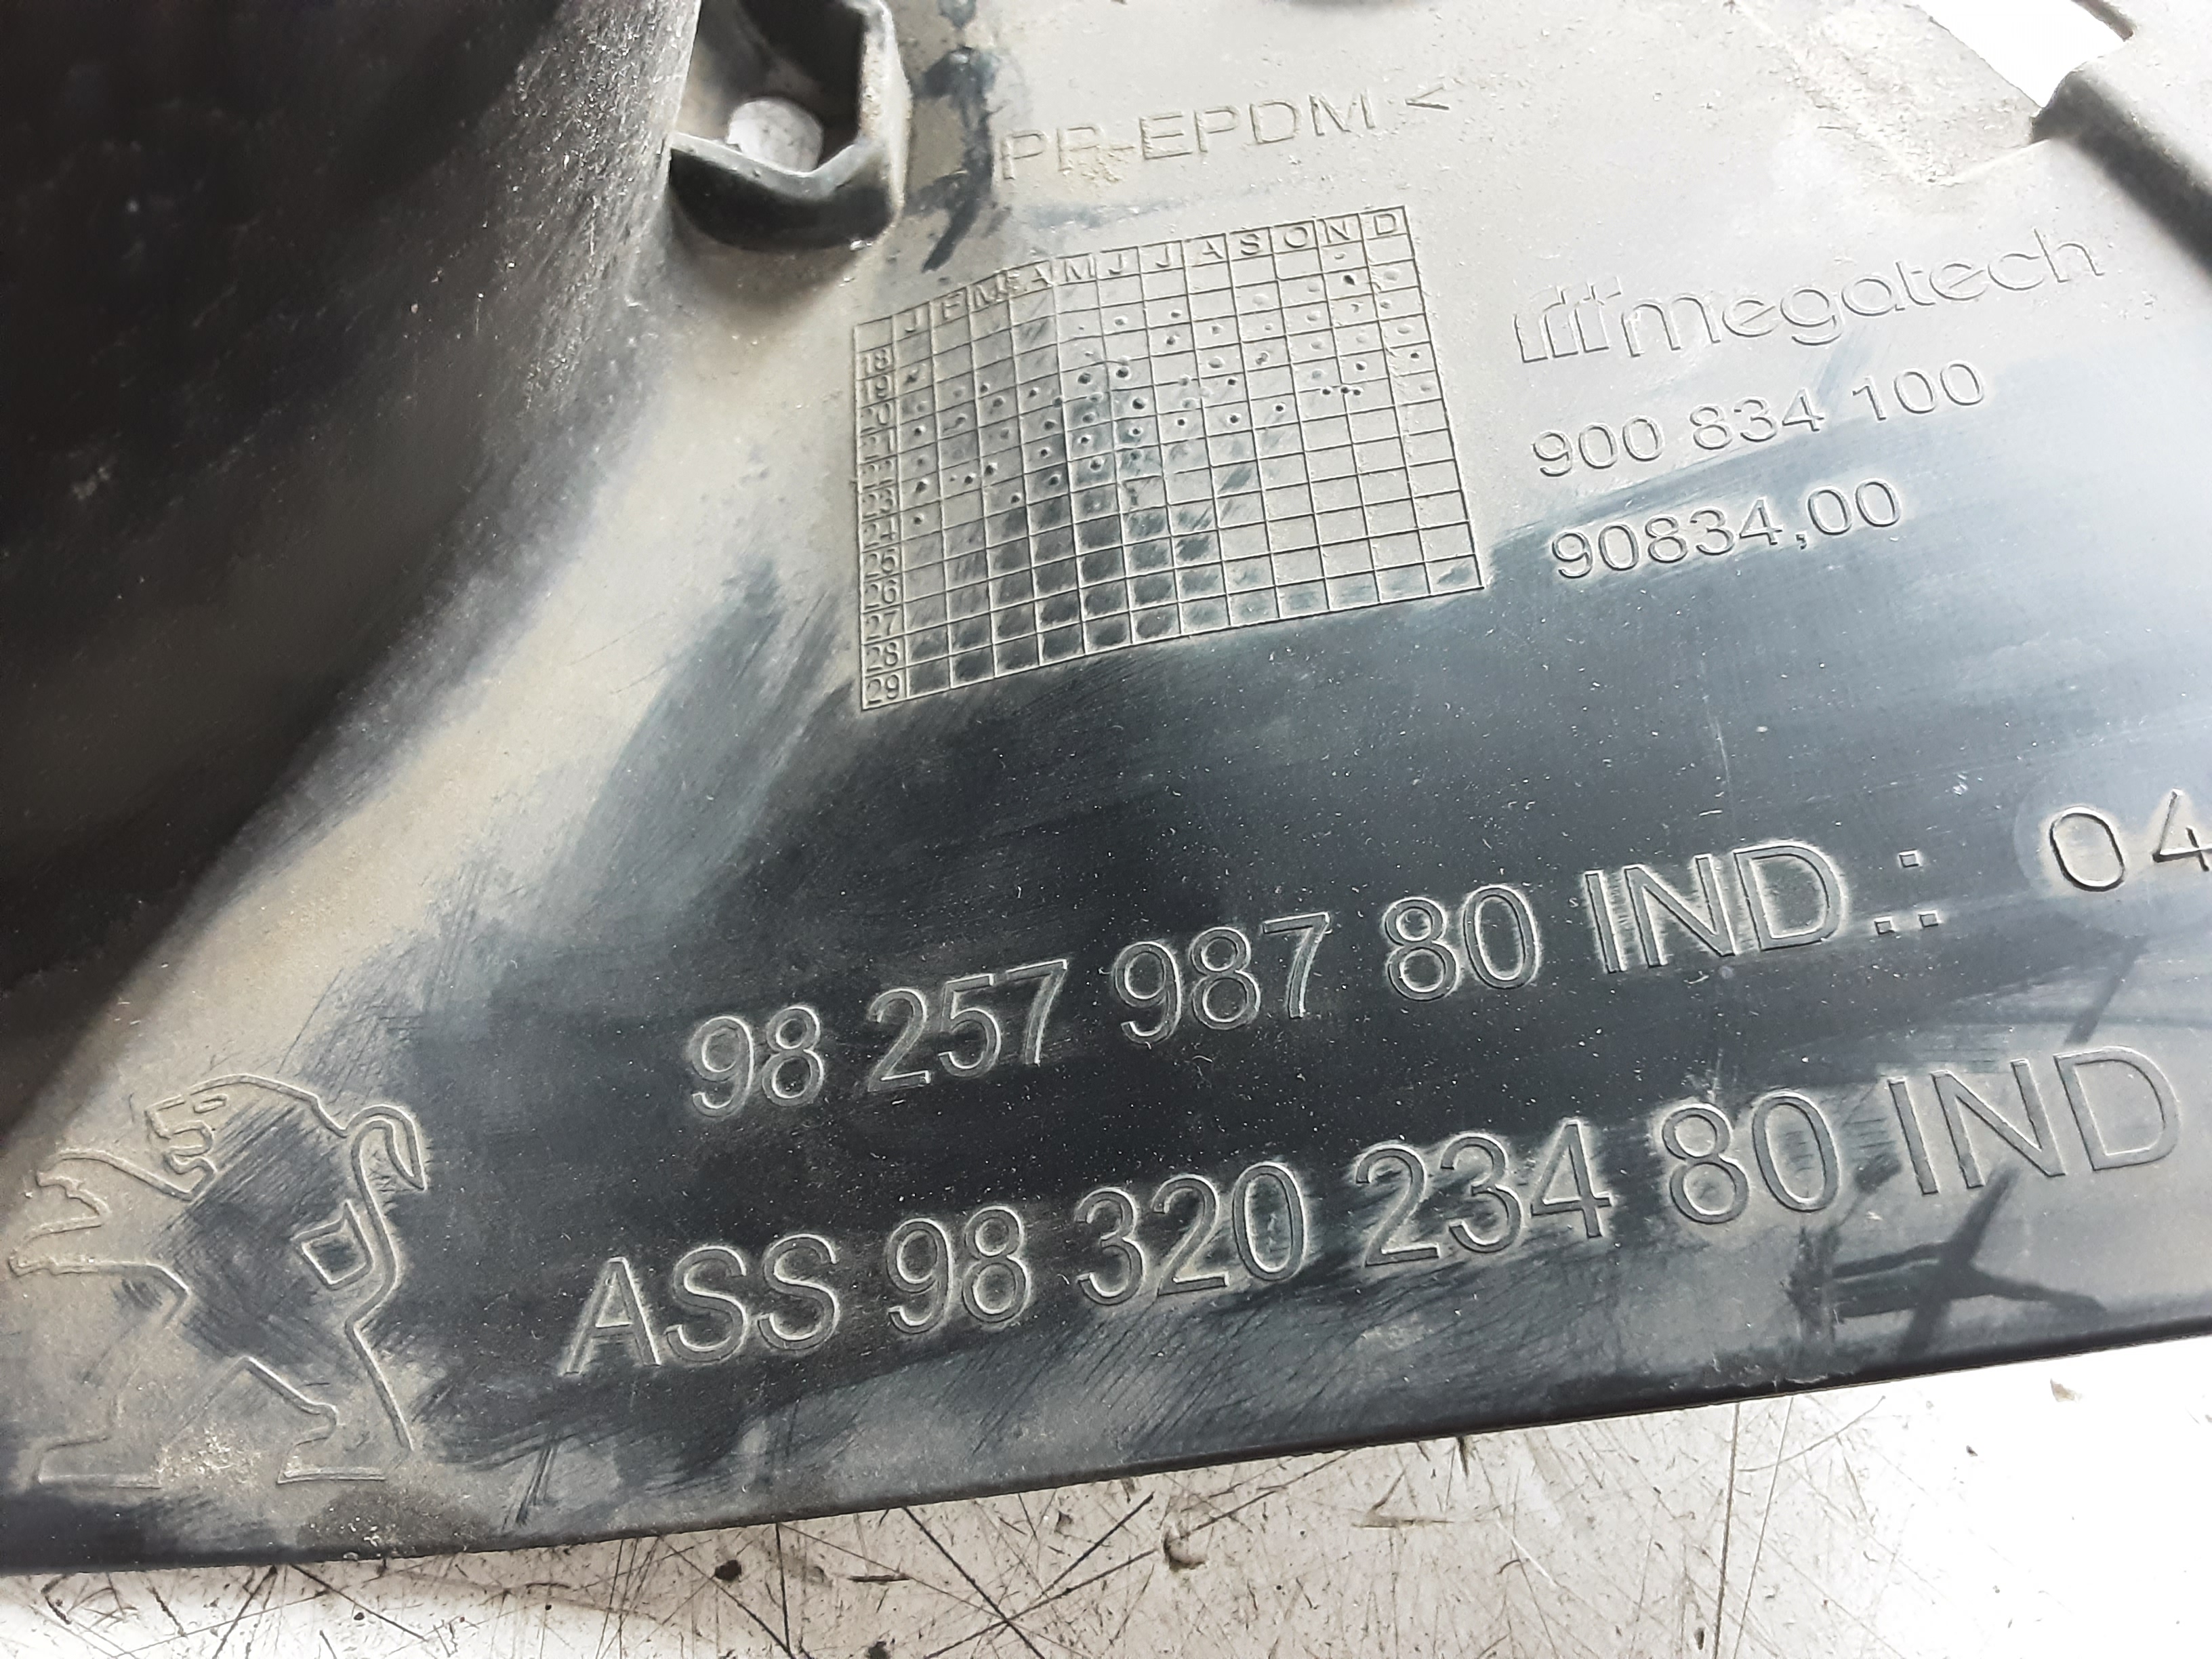 PP-EPDM <
J F M A M J J A S O N D
18
19
20
21
22
23
24
25
26
27
28
29
megatech
900 834 100
90834,00
98 257 987 80 IND.: 04
ASS 98 320 234 80 IND